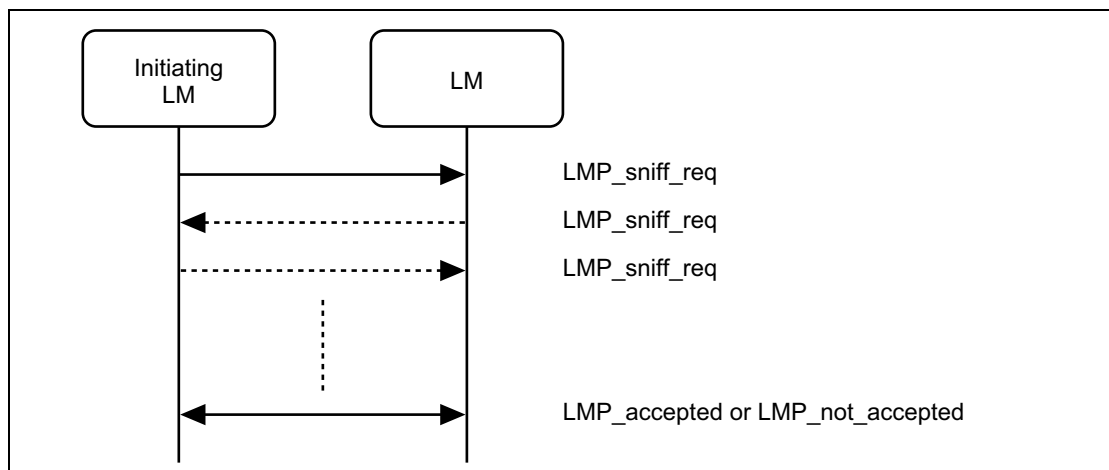 Initiating
LM
LM
LMP_sniff_req
LMP_sniff_req
LMP_sniff_req
LMP_accepted or LMP_not_accepted